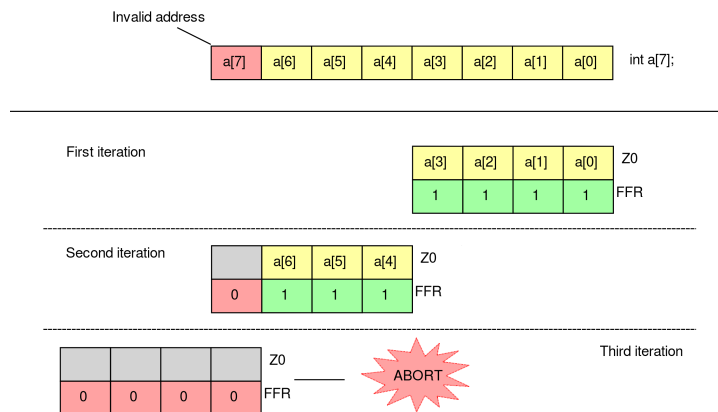 Invalid address
a[7] a[6] a[5] a[4] a[3] a[2] a[1] a[0] int a[7];
First iteration
a[3] a[2] a[1] a[0] Z0
1 1 1 1 FFR
Second iteration
a[6] a[5] a[4] Z0
0 1 1 1 FFR
Third iteration
Z0
ABORT
0 0 0 0 FFR